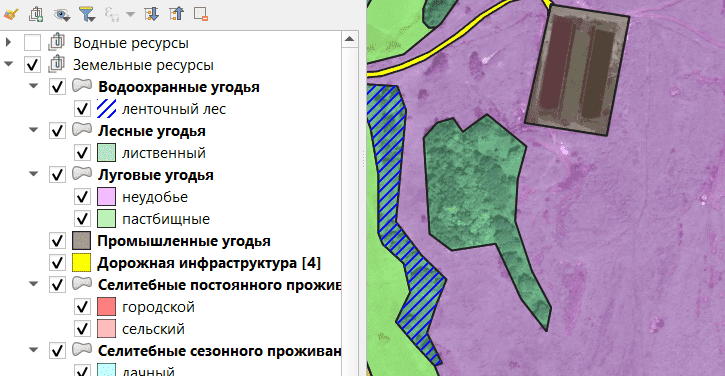 Водные ресурсы
Земельные ресурсы
Водоохранные угодья
ленточный лес
Лесные угодья
лиственный
Луговые угодья
неудобье
пастбищные
Промышленные угодья
Дорожная инфраструктура [4]
Селитебные постоянного прожив
городской
сельский
Селитебные сезонного проживан
дачный